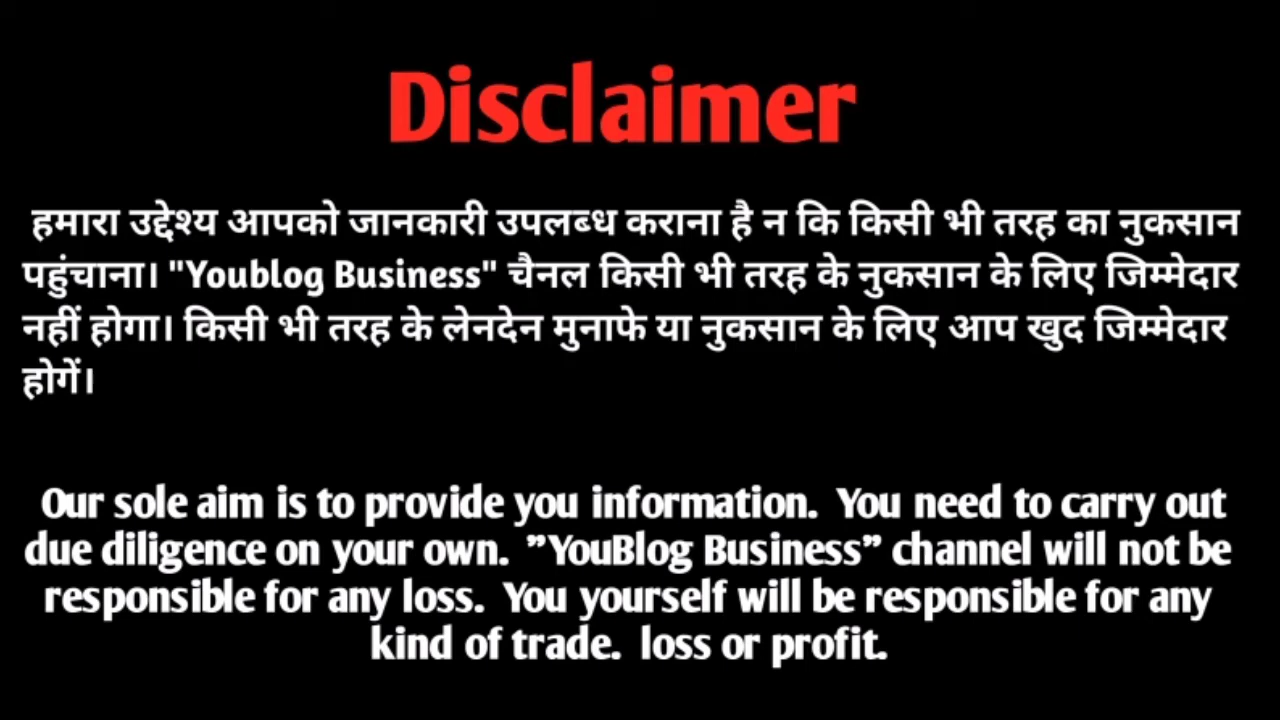 Disclaimer
हमारा उद्देश्य आपको जानकारी उपलब्ध कराना है न कि किसी भी तरह का नुकसान
पहुंचाना। "Youblog Business" चैनल किसी भी तरह के नुकसान के लिए जिम्मेदार
नहीं होगा। किसी भी तरह के लेनदेन मुनाफे या नुकसान के लिए आप खुद जिम्मेदार
होगें।
Our sole aim is to provide you information. You need to carry out
due diligence on your own. ”YouBlog Business” channel will not be
responsible for any loss. You yourself will be responsible for any
kind of trade. loss or profit.